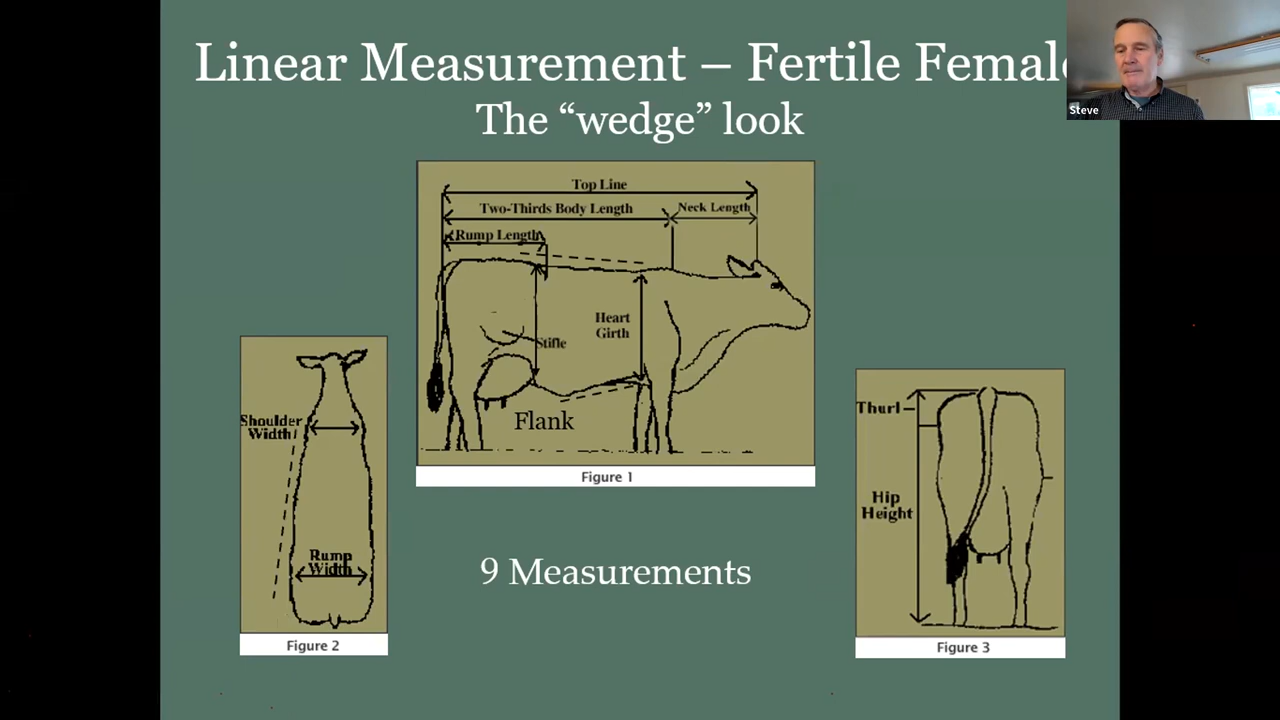 Linear Measurement – Fertile Female
The “wedge” look
Steve
Top Line
Two-Thirds Body Length
Neck Length
Rump Length
Heart
Girth
Stifle
Flank
Figure 1
Shoulder
Width
Rump
Width
Figure 2
9 Measurements
Thurl
Hip
Height
Figure 3